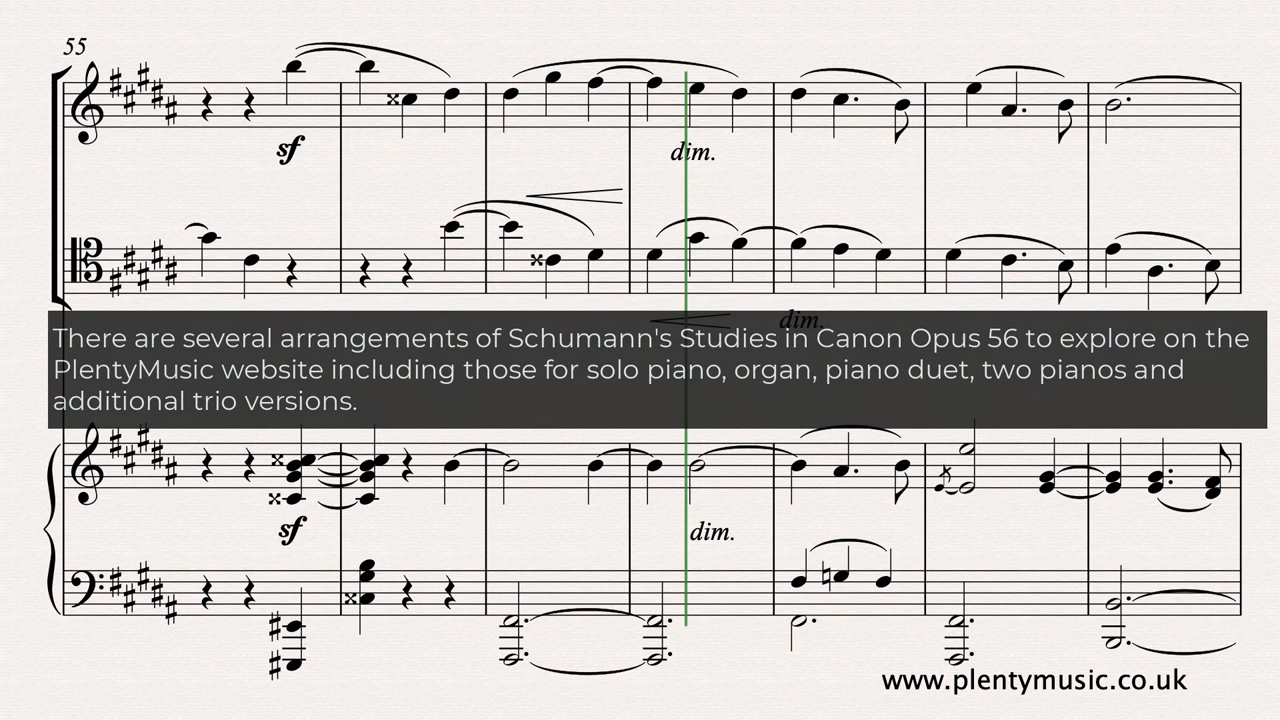 55
sf
dim.
dim.
There are several arrangements of Schumann's Studies in Canon Opus 56 to explore on the
PlentyMusic website including those for solo piano, organ, piano duet, two pianos and
additional trio versions.
sf
dim.
www.plentymusic.co.uk